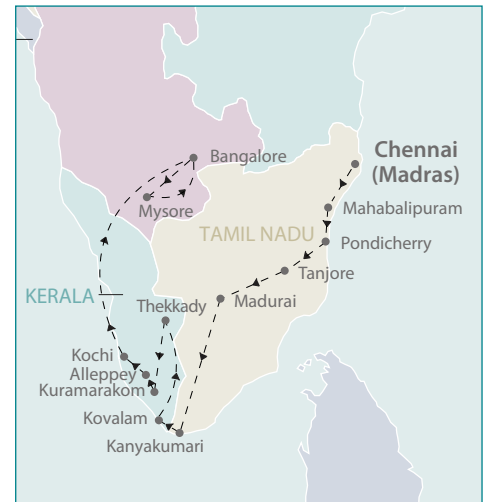 Bangalore
Chennai
(Madras)
Mysore
Mahabalipuram
TAMIL NADU
Pondicherry
Tanjore
KERALA
Thekkady
Madurai
Kochi
Alleppey
Kuramarakom
Kovalam
Kanyakumari